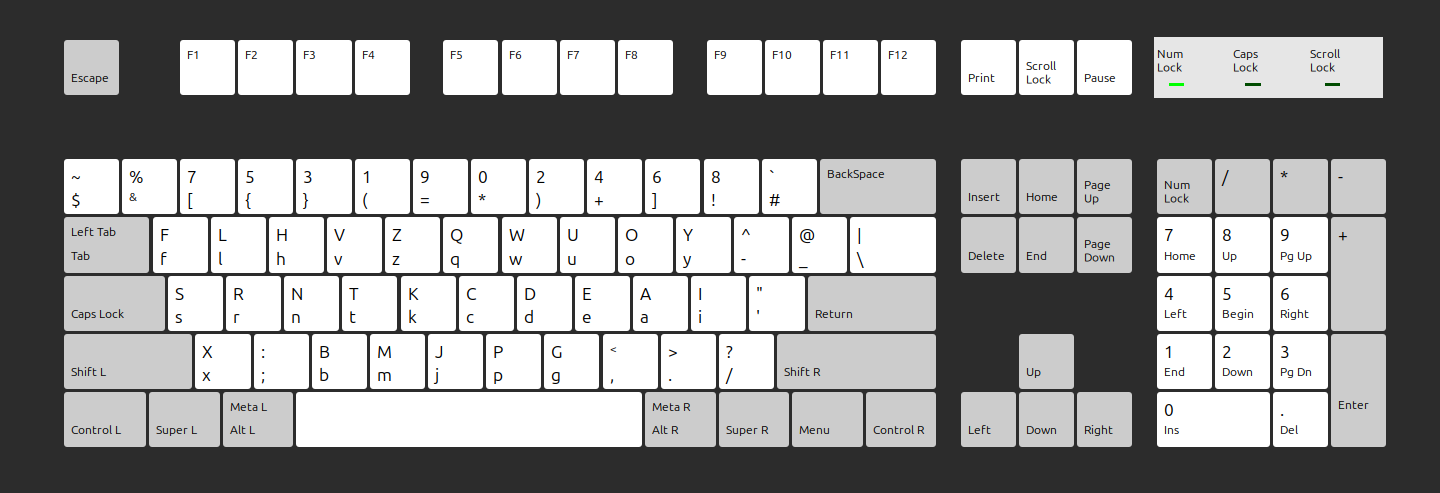 Escape F1 F2 F3 F4 F5 F6 F7 F8 F9 F10 F11 F12 Print Scroll Lock Pause Num Lock Caps Lock Scroll Lock
~ % 7 5 3 1 9 0 2 4 6 8 ` BackSpace Insert Home Page Up Num Lock / * -
$ & [ { } ( = * ) + ] ! #
Left Tab F L H V Z Q W U O Y ^ @ | Delete End Page Down 7 8 9 +
Tab f l h v z q w u o y - _ \ Home Up Pg Up
Caps Lock S R N T K C D E A I " Return 4 5 6
s r n t k c d e a i ' Left Begin Right
Shift L X : B M J P G < > ? Shift R Up 1 2 3 Enter
x ; b m j p g , . / End Down Pg Dn
Meta L Meta R 0 .
Control L Super L Alt L Alt R Super R Menu Control R Left Down Right Ins Del